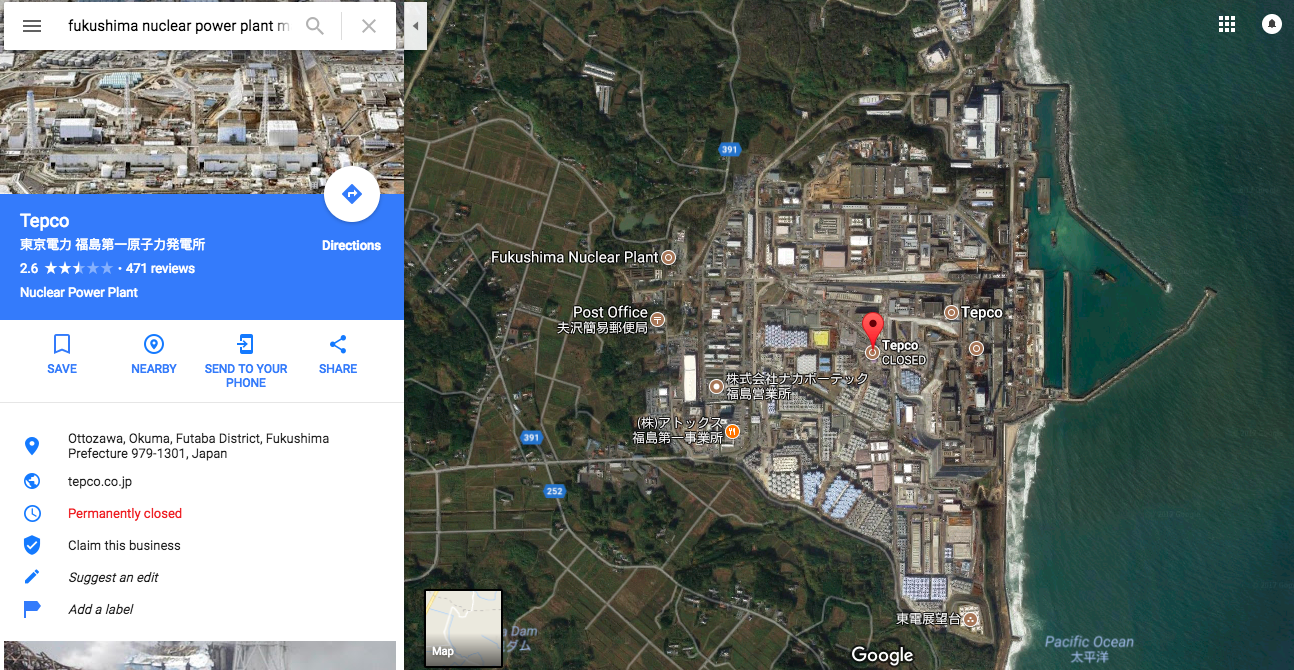 fukushima nuclear power plant m
Tepco
東京電力 福島第一原子力発電所
Directions
2.6 · 471 reviews
Nuclear Power Plant
SAVE
NEARBY
SEND TO YOUR
PHONE
SHARE
Ottozawa, Okuma, Futaba District, Fukushima
Prefecture 979-1301, Japan
tepco.co.jp
Permanently closed
Claim this business
Suggest an edit
Add a label
391
Fukushima Nuclear Plant
Post Office
夫沢簡易郵便局
Tepco
Tepco
CLOSED
株式会社ナカボーテック
福島営業所
(株)アトックス
福島第一事業所
391
252
東電展望台
Map
Dam
ダム
Google
Pacific Ocean
太平洋